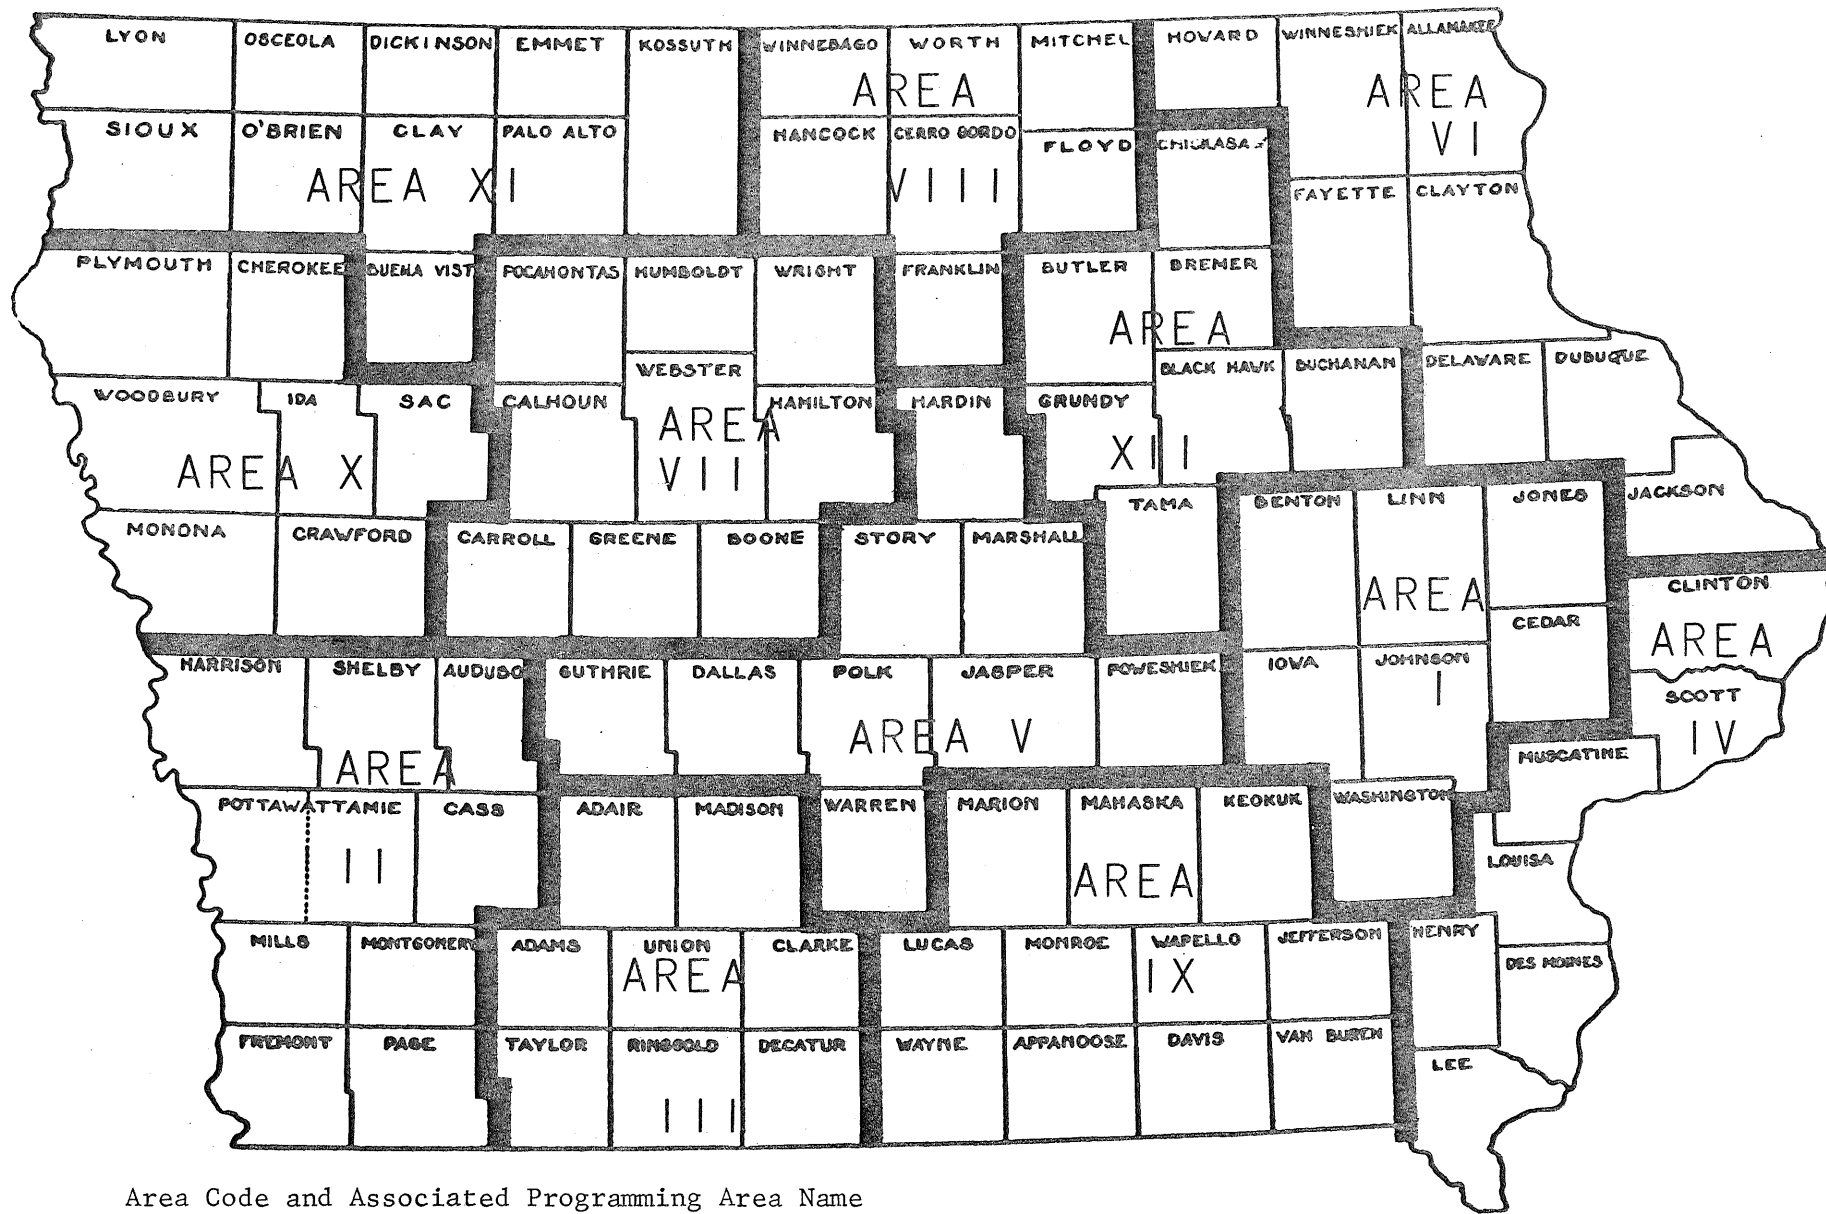 LYON OSCEOLA DICKINSON EMMET KOSSUTH WINNEBAGO WORTH MITCHEL HOWARD WINNESHIEK ALLAMAKEE
AREA AREA
SIOUX O'BRIEN CLAY PALO ALTO HANCOCK CERRO GORDO FLOYD CHICKASA VI
AREA XI VIII FAYETTE CLAYTON
PLYMOUTH CHEROKEE BUENA VIST POCAHONTAS HUMBOLDT WRIGHT FRANKLIN BUTLER BREMER
AREA
WEBSTER BLACK HAWK BUCHANAN DELAWARE DUBUQUE
WOODBURY IDA SAC CALHOUN HAMILTON HARDIN GRUNDY
AREA
AREA X VII XII
MONONA CRAWFORD CARROLL GREENE BOONE STORY MARSHALL TAMA BENTON LINN JONES JACKSON
AREA CLINTON
CEDAR AREA
HARRISON SHELBY AUDUBO GUTHRIE DALLAS POLK JASPER POWESHIEK IOWA JOHNSON SCOTT
I
AREA AREA V IV
MUSCATINE
POTTAWATTAMIE CASS ADAIR MADISON WARREN MARION MAHASKA KEOKUK WASHINGTON
II AREA LOUISA
MILLS MONTGOMERY ADAMS UNION CLARKE LUCAS MONROE WAPELLO JEFFERSON HENRY
AREA IX DES MOINES
FREMONT PAGE TAYLOR RINGGOLD DECATUR WAYNE APPANOOSE DAVIS VAN BUREN LEE
III
Area Code and Associated Programming Area Name